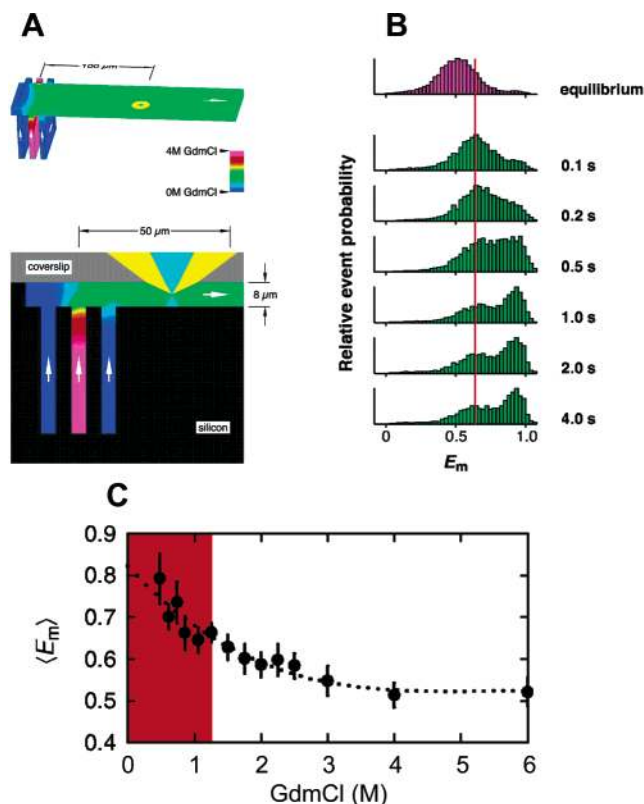 A
100 µm
4M GdmCl
0M GdmCl
50 µm
coverslip
8 µm
silicon
B
equilibrium
0.1 s
0.2 s
0.5 s
1.0 s
2.0 s
4.0 s
Relative event probability
0 0.5 1.0
Em
C
0.9
0.8
0.7
0.6
0.5
0.4
⟨Em⟩
0 1 2 3 4 5 6
GdmCl (M)